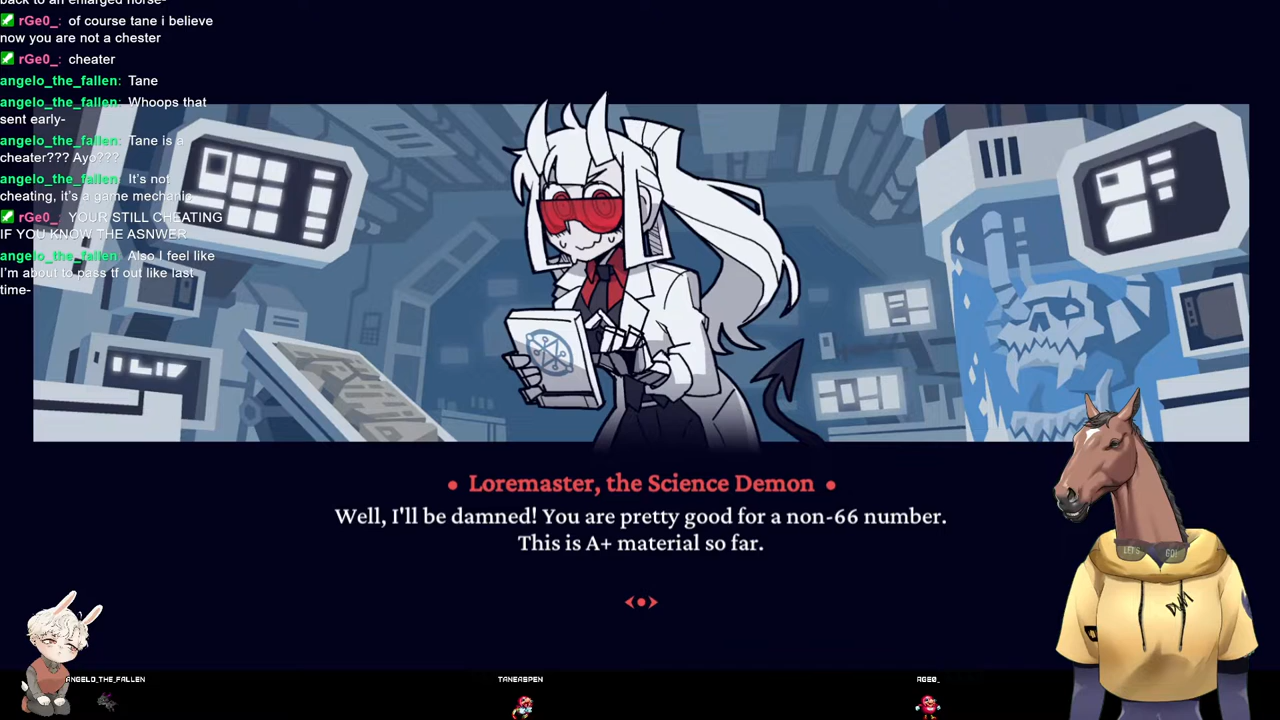 back to an enlarged horse-
rGe0_: of course tane i believe
now you are not a chester
rGe0_: cheater
angelo_the_fallen: Tane
angelo_the_fallen: Whoops that
sent early-
angelo_the_fallen: Tane is a
cheater??? Ayo???
angelo_the_fallen: It's not
cheating, it's a game mechanic
rGe0_: YOUR STILL CHEATING
IF YOU KNOW THE ASNWER
angelo_the_fallen: Also I feel like
I'm about to pass tf out like last
time-
• Loremaster, the Science Demon •
Well, I'll be damned! You are pretty good for a non-66 number.
This is A+ material so far.
LET'S GO!
ANGELO_THE_FALLEN
TANEASPEN
RGE0_